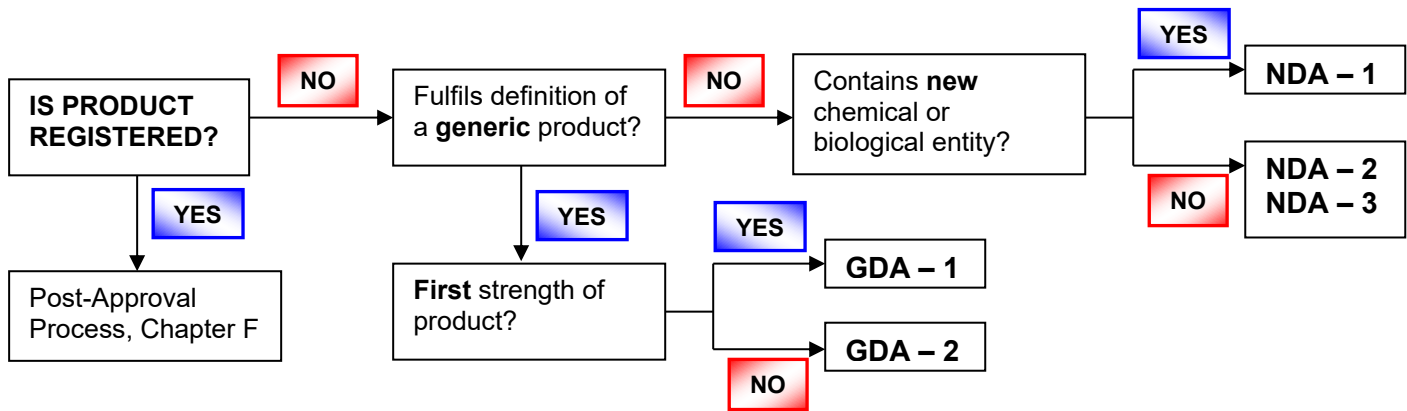 IS PRODUCT
REGISTERED?
NO
Fulfils definition of
a generic product?
NO
Contains new
chemical or
biological entity?
YES
NDA – 1
NO
NDA – 2
NDA – 3
YES
Post-Approval
Process, Chapter F
YES
First strength of
product?
YES
GDA – 1
NO
GDA – 2